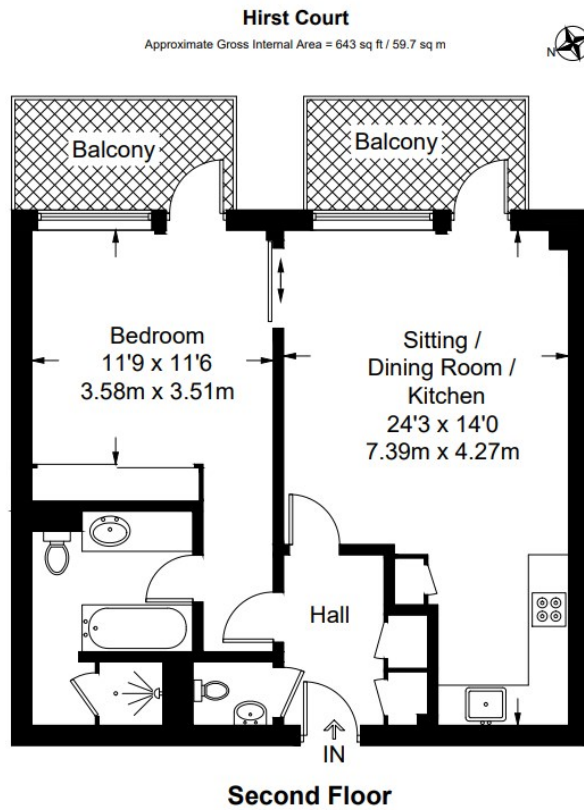 Hirst Court
Approximate Gross Internal Area = 643 sq ft / 59.7 sq m
N
Balcony
Balcony
Bedroom
11'9 x 11'6
3.58m x 3.51m
Sitting /
Dining Room /
Kitchen
24'3 x 14'0
7.39m x 4.27m
Hall
IN
Second Floor